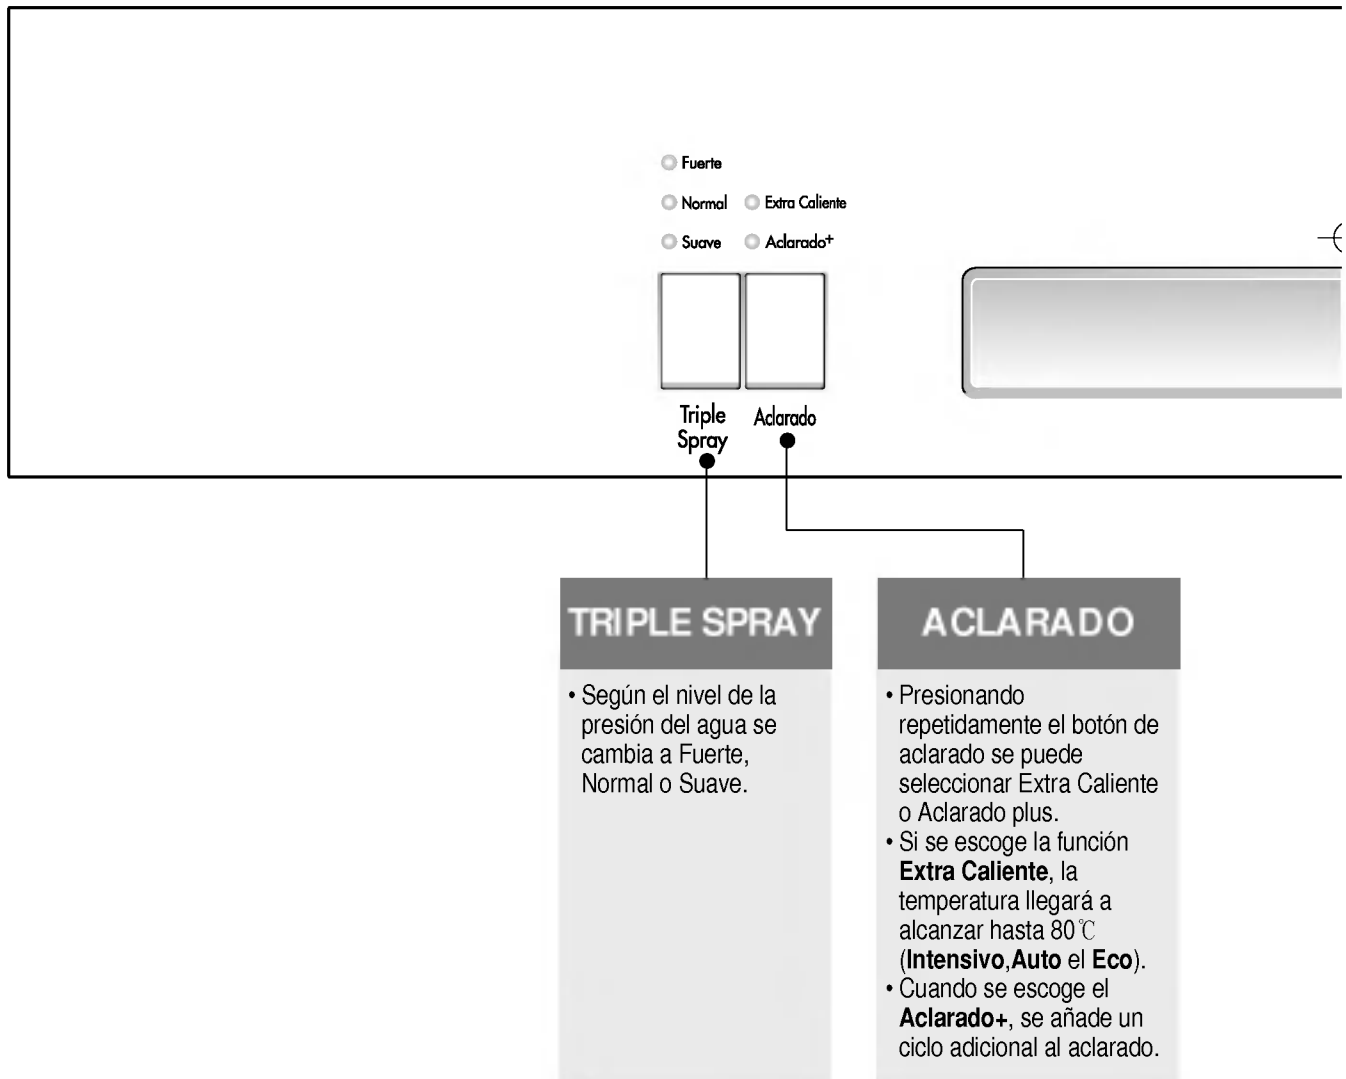 Fuerte
Normal Extra Caliente
Suave Aclarado+
Triple
Spray
Aclarado
TRIPLE SPRAY
• Según el nivel de la
presión del agua se
cambia a Fuerte,
Normal o Suave.
ACLARADO
• Presionando
repetidamente el botón de
aclarado se puede
seleccionar Extra Caliente
o Aclarado plus.
• Si se escoge la función
Extra Caliente, la
temperatura llegará a
alcanzar hasta 80℃
(Intensivo,Auto el Eco).
• Cuando se escoge el
Aclarado+, se añade un
ciclo adicional al aclarado.